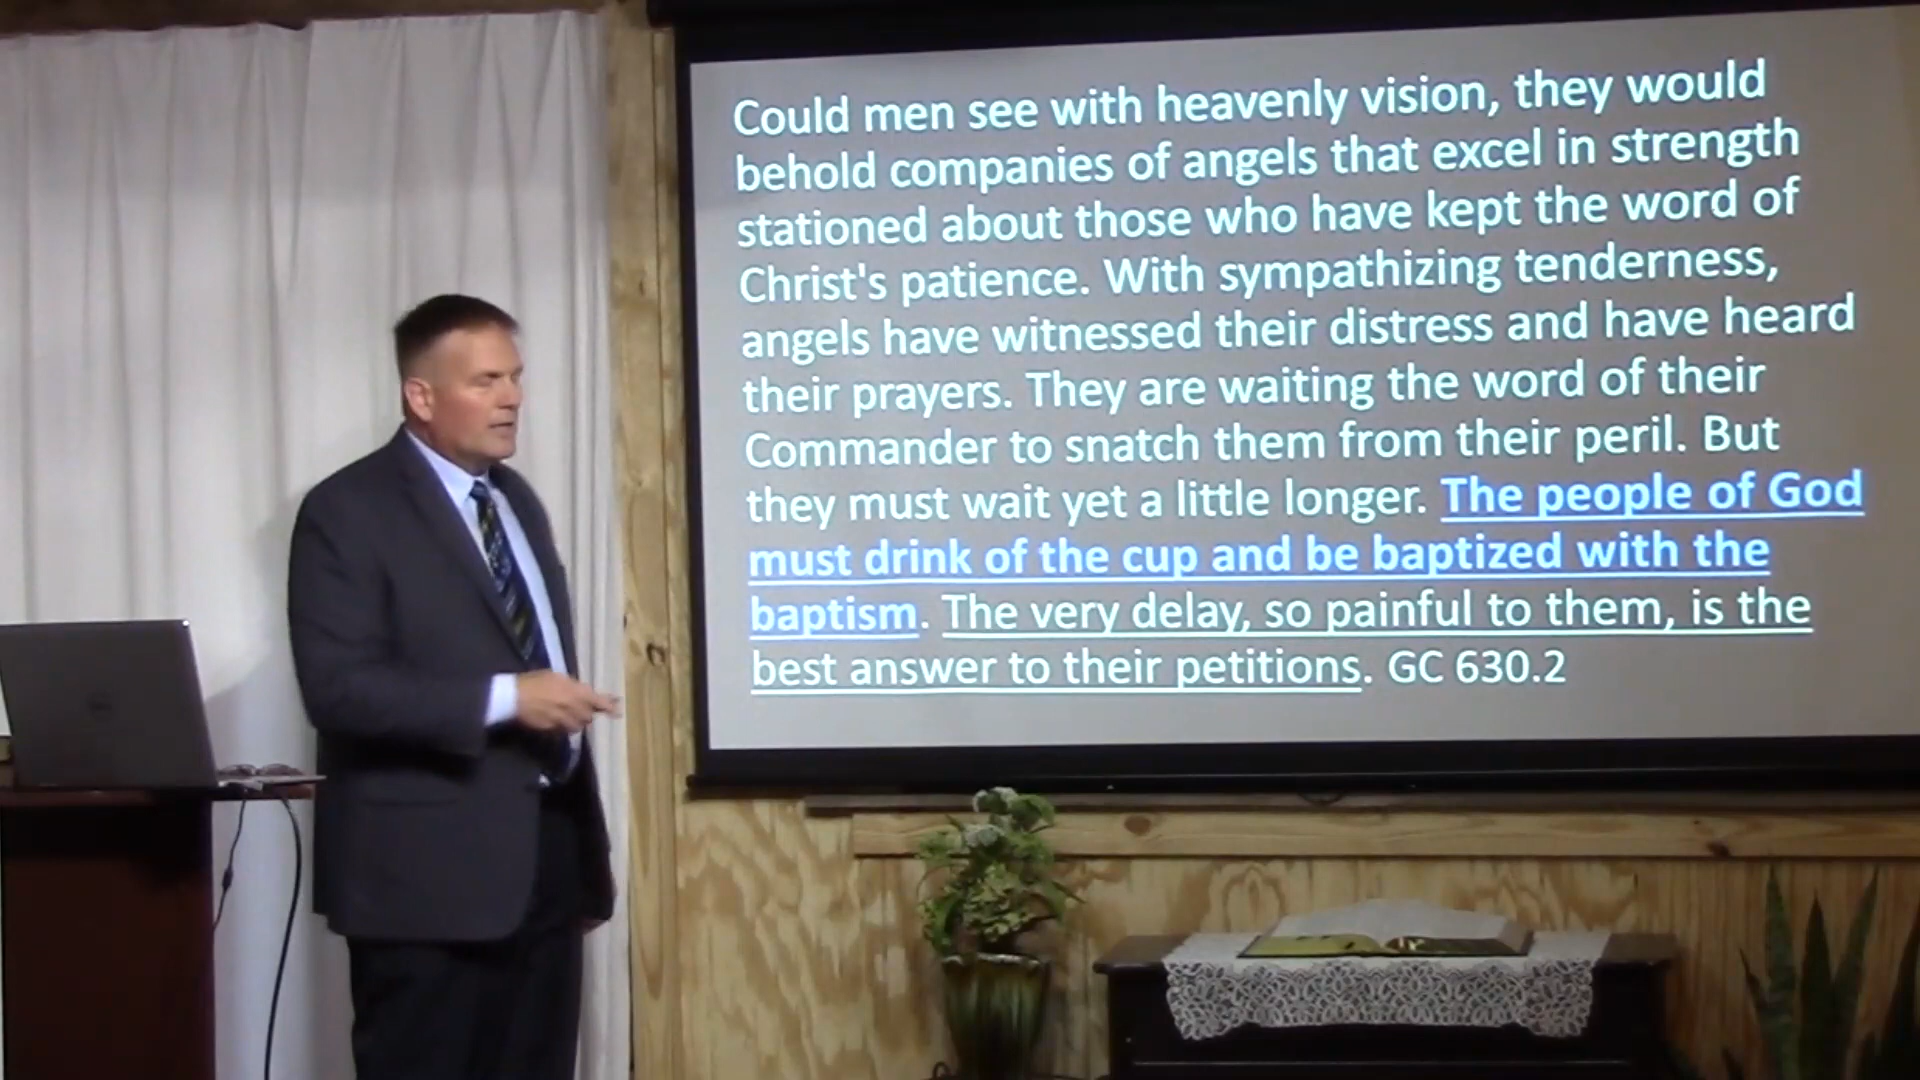 Could men see with heavenly vision, they would
behold companies of angels that excel in strength
stationed about those who have kept the word of
Christ's patience. With sympathizing tenderness,
angels have witnessed their distress and have heard
their prayers. They are waiting the word of their
Commander to snatch them from their peril. But
they must wait yet a little longer. The people of God
must drink of the cup and be baptized with the
baptism. The very delay, so painful to them, is the
best answer to their petitions. GC 630.2